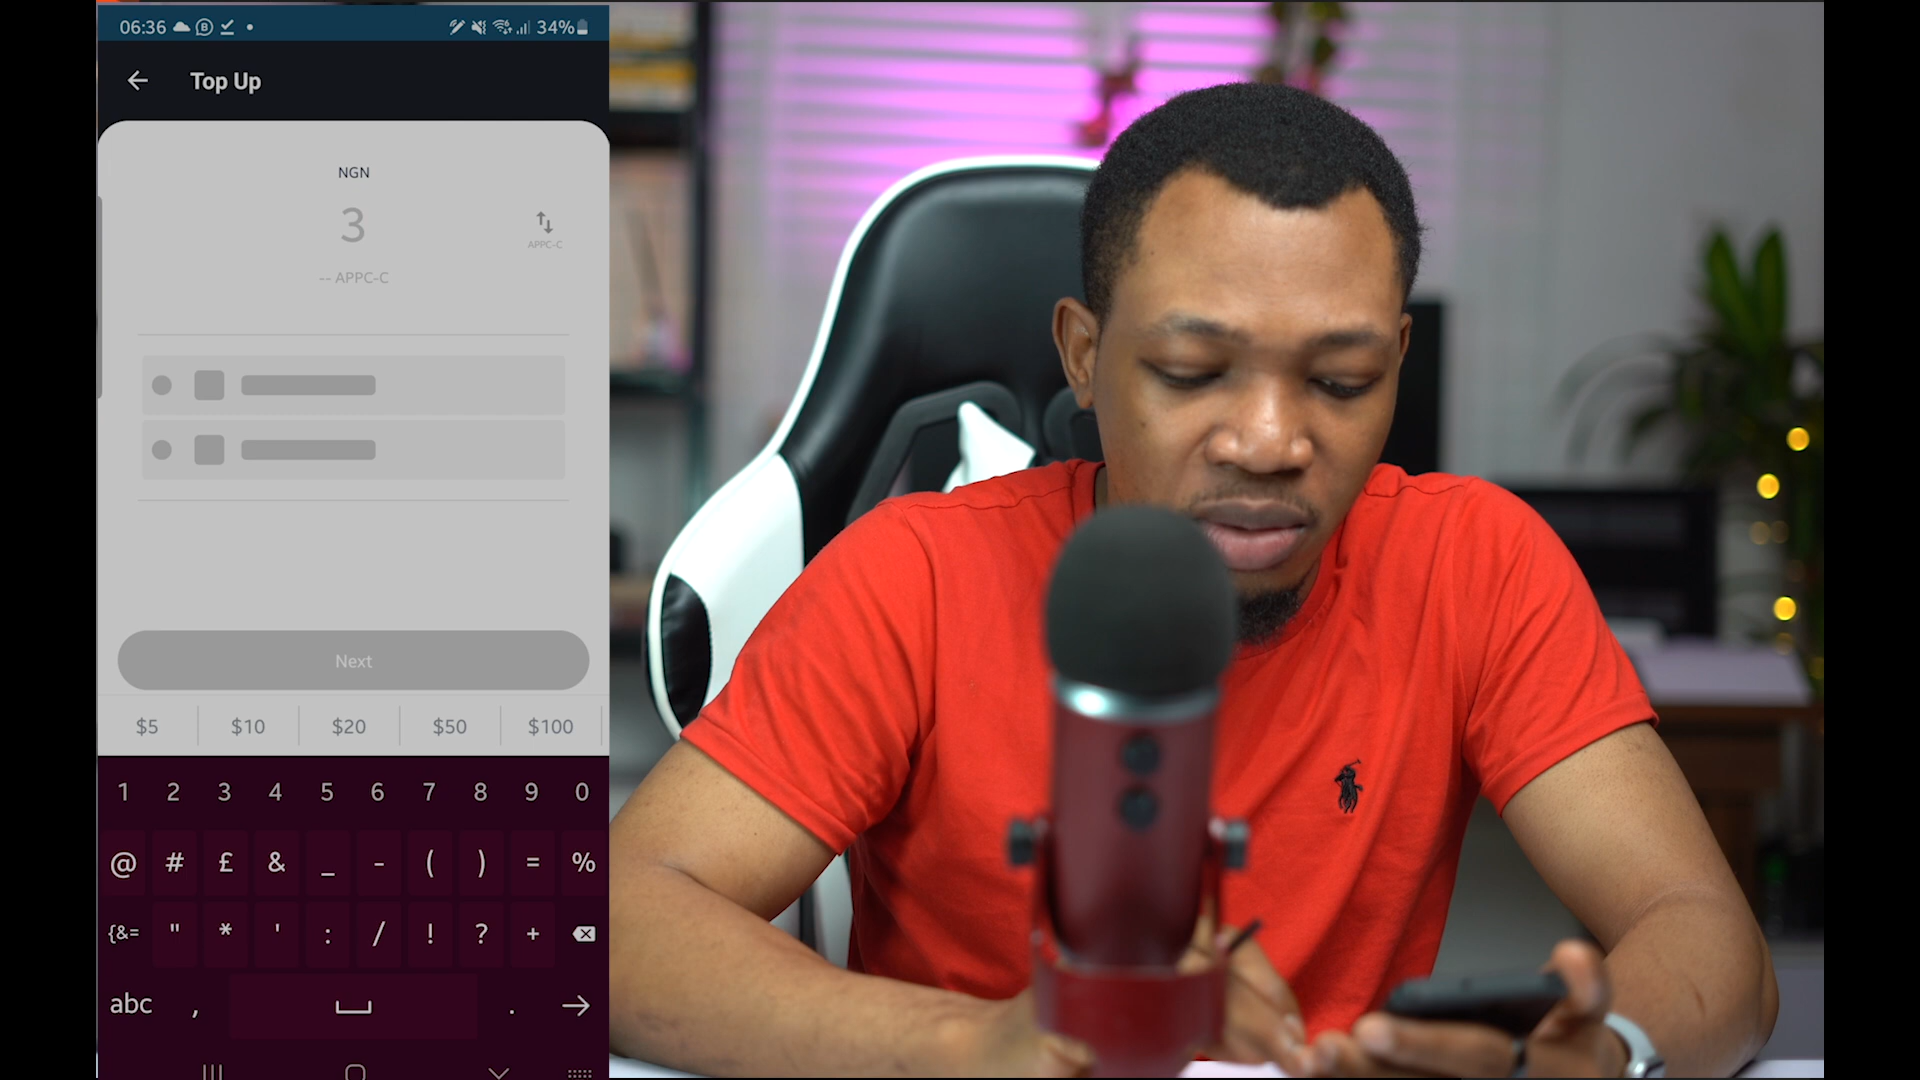 06:36 34%
Top Up
NGN
3
APPC-C
-- APPC-C
Next
$5 $10 $20 $50 $100
1 2 3 4 5 6 7 8 9 0
@ # £ & _ - ( ) = %
{&= " * ' : / ! ? +
abc , .